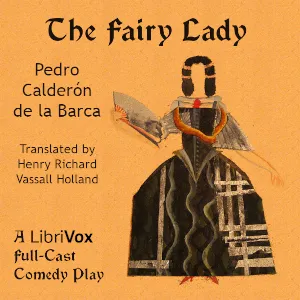 The Fairy Lady
Pedro
Calderón
de la Barca
Translated by
Henry Richard
Vassall Holland
A LibriVox
Full-Cast
Comedy Play